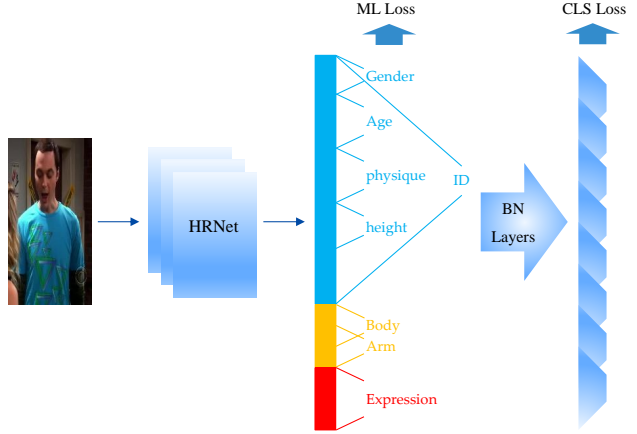 ML Loss
CLS Loss
Gender
Age
physique
ID
height
HRNet
BN
Layers
Body
Arm
Expression